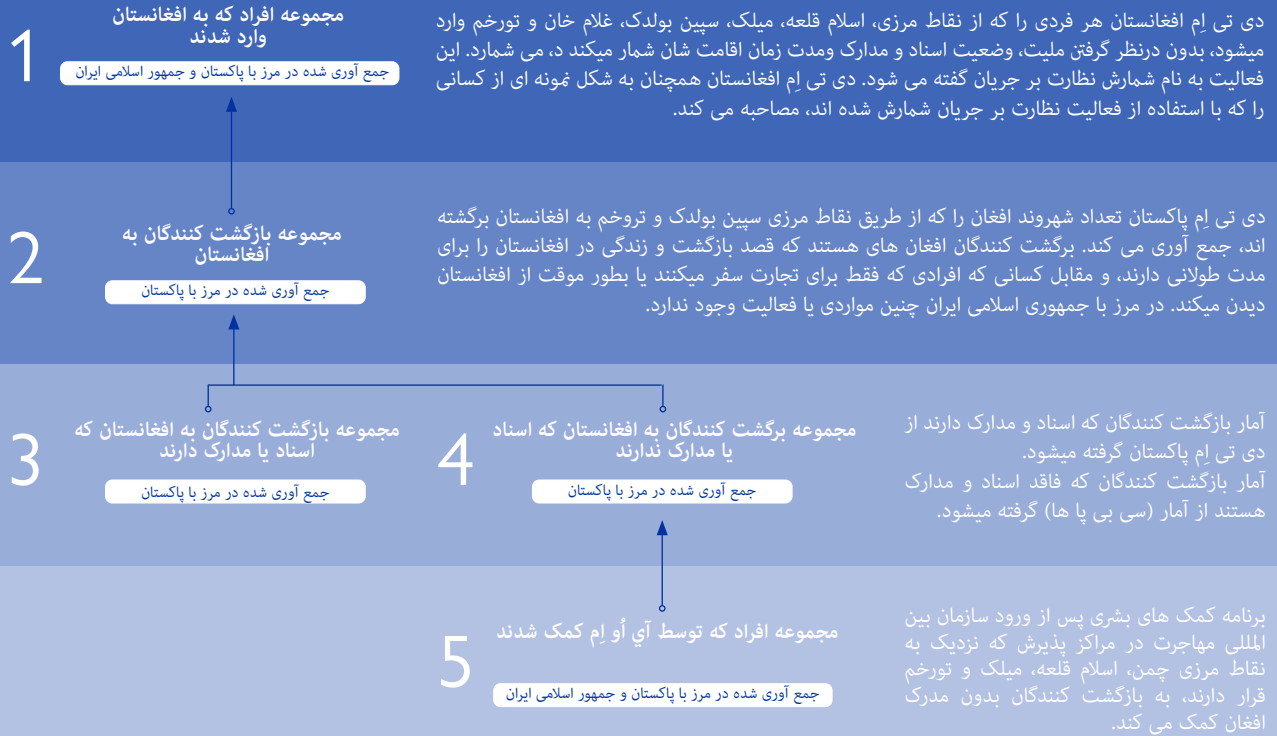 مجموعه افراد که به افغانستان
وارد شدند
1
جمع آوری شده در مرز با پاکستان و جمهور اسلامی ایران
دی تی اِم افغانستان هر فردی را که از نقاط مرزی، اسلام قلعه، میلک، سپین بولدک، غلام خان و تورخم وارد
میشود، بدون درنظر گرفتن ملیت، وضعیت اسناد و مدارک ومدت زمان اقامت شان شمار میکند د، می شمارد. این
فعالیت به نام شمارش نظارت بر جریان گفته می شود. دی تی اِم افغانستان همچنان به شکل نمونه ای از کسانی
را که با استفاده از فعالیت نظارت بر جریان شمارش شده اند، مصاحبه می کند.
2
مجموعه بازگشت کنندگان به
افغانستان
جمع آوری شده در مرز با پاکستان
دی تی اِم پاکستان تعداد شهروند افغان را که از طریق نقاط مرزی سپین بولدک و تروخم به افغانستان برگشته
اند، جمع آوری می کند. برگشت کنندگان افغان های هستند که قصد بازگشت و زندگی در افغانستان را برای
مدت طولانی دارند، و مقابل کسانی که افرادی که فقط برای تجارت سفر میکنند یا بطور موقت از افغانستان
دیدن میکند. در مرز با جمهوری اسلامی ایران چنین مواردی یا فعالیت وجود ندارد.
3
مجموعه بازگشت کنندگان به افغانستان که
اسناد یا مدارک دارند
جمع آوری شده در مرز با پاکستان
4
مجموعه برگشت کنندگان به افغانستان که اسناد
یا مدارک ندارند
جمع آوری شده در مرز با پاکستان
آمار بازگشت کنندگان که اسناد و مدارک دارند از
دی تی اِم پاکستان گرفته میشود.
آمار بازگشت کنندگان که فاقد اسناد و مدارک
هستند از آمار (سی بی پا ها) گرفته میشود.
5
مجموعه افراد که توسط آي اُو اِم کمک شدند
جمع آوری شده در مرز با پاکستان و جمهور اسلامی ایران
برنامه کمک های بشری پس از ورود سازمان بین
المللی مهاجرت در مراکز پذیرش که نزدیک به
نقاط مرزی چمن، اسلام قلعه، میلک و تورخم
قرار دارند، به بازگشت کنندگان بدون مدرک
افغان کمک می کند.